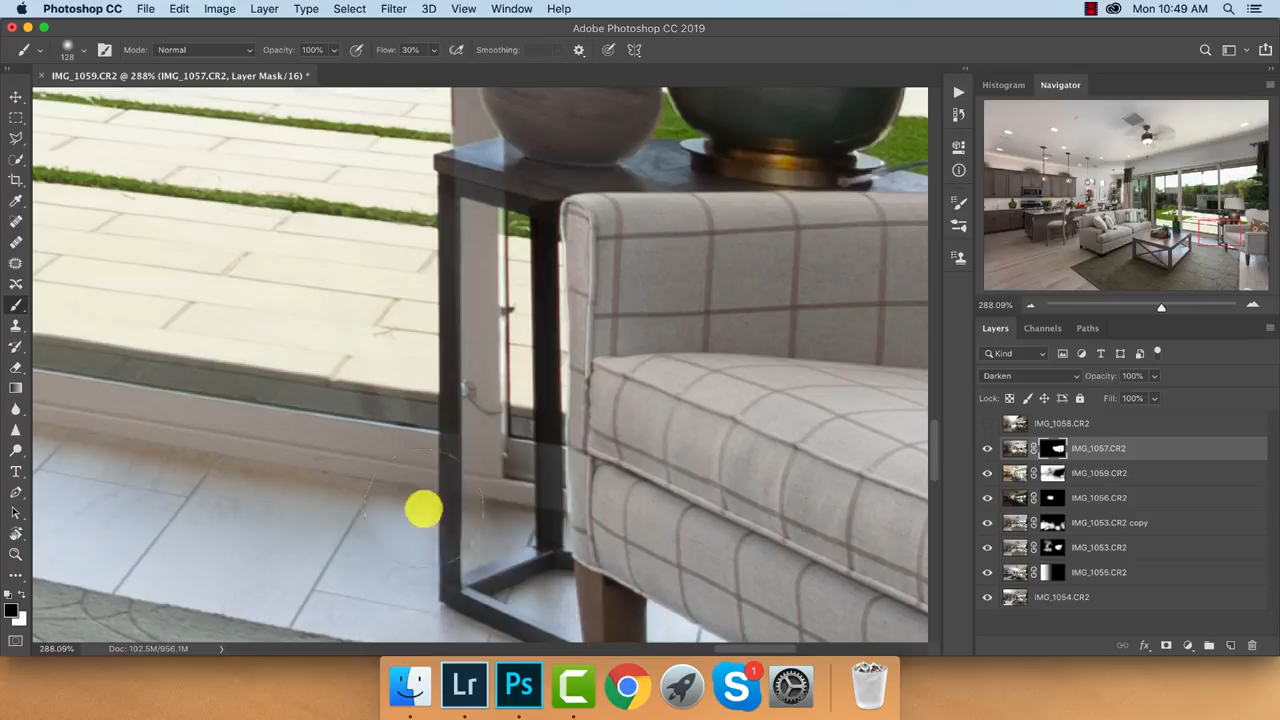 Photoshop CC File Edit Image Layer Type Select Filter 3D View Window Help Mon 10:49 AM
Adobe Photoshop CC 2019
128 Mode: Normal Opacity: 100% Flow: 30% Smoothing:
IMG_1059.CR2 @ 288% (IMG_1057.CR2, Layer Mask/16) *
Histogram Navigator
288.09%
Layers Channels Paths
Kind
Darken Opacity: 100%
Lock: Fill: 100%
IMG_1058.CR2
IMG_1057.CR2
IMG_1059.CR2
IMG_1056.CR2
IMG_1053.CR2 copy
IMG_1053.CR2
IMG_1055.CR2
IMG_1054.CR2
288.09% Doc: 102.5M/956.1M
Lr Ps C S 1